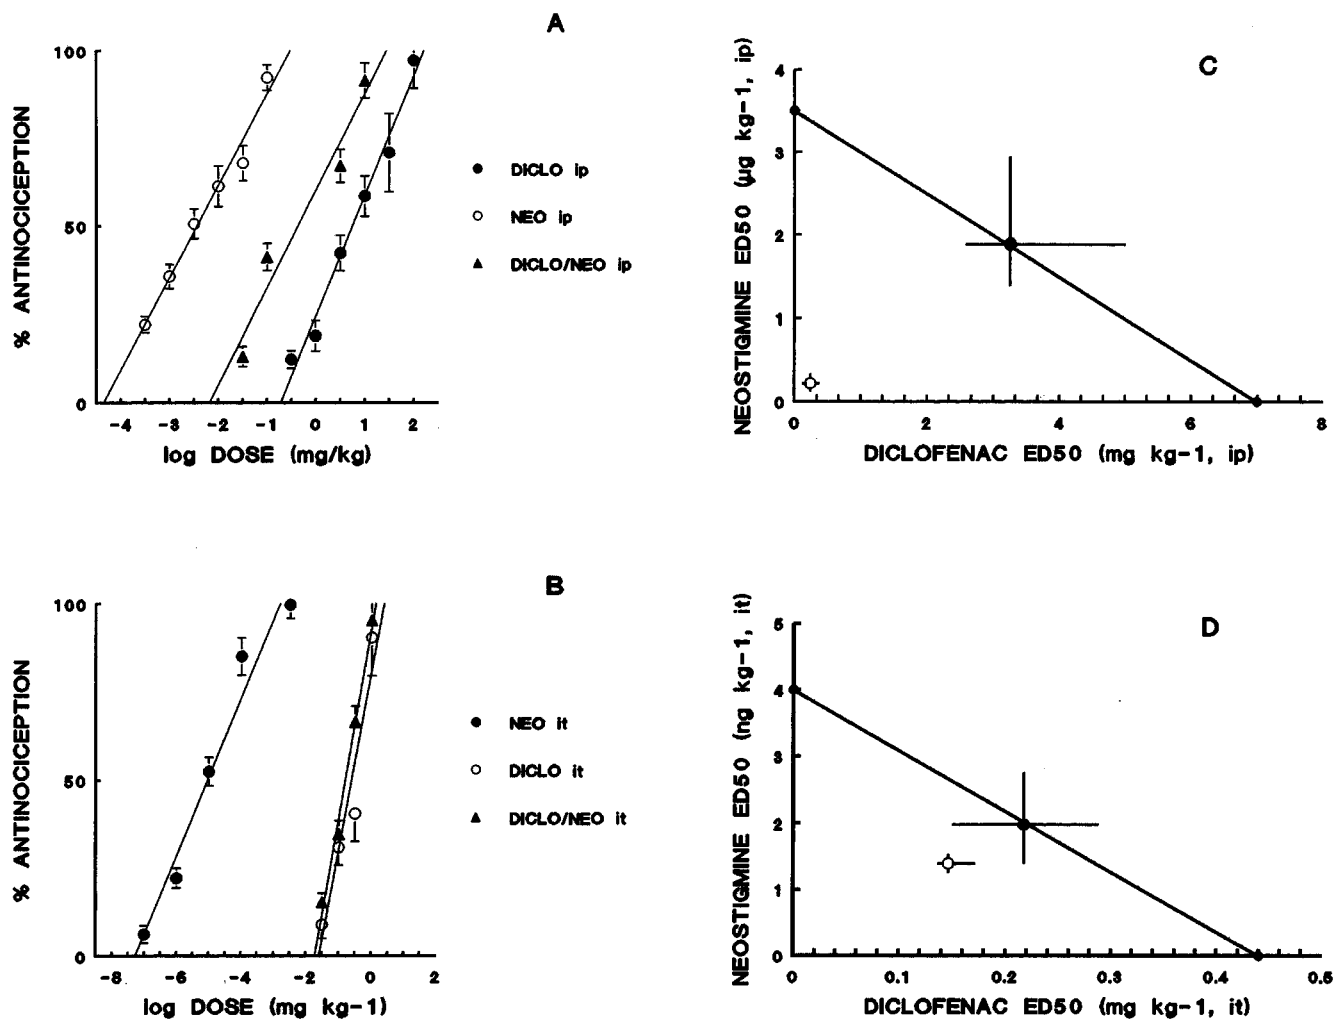 A
100
50
0
% ANTINOCICEPTION
-4 -3 -2 -1 0 1 2
log DOSE (mg/kg)
DICLO ip
NEO ip
DICLO/NEO ip
C
4
3
2
1
0
NEOSTIGMINE ED50 (µg kg-1, ip)
0 2 4 6 8
DICLOFENAC ED50 (mg kg-1, ip)
B
100
50
0
% ANTINOCICEPTION
-8 -6 -4 -2 0 2
log DOSE (mg kg-1)
NEO it
DICLO it
DICLO/NEO it
D
5
4
3
2
1
0
NEOSTIGMINE ED50 (ng kg-1, it)
0 0.1 0.2 0.3 0.4 0.5
DICLOFENAC ED50 (mg kg-1, it)